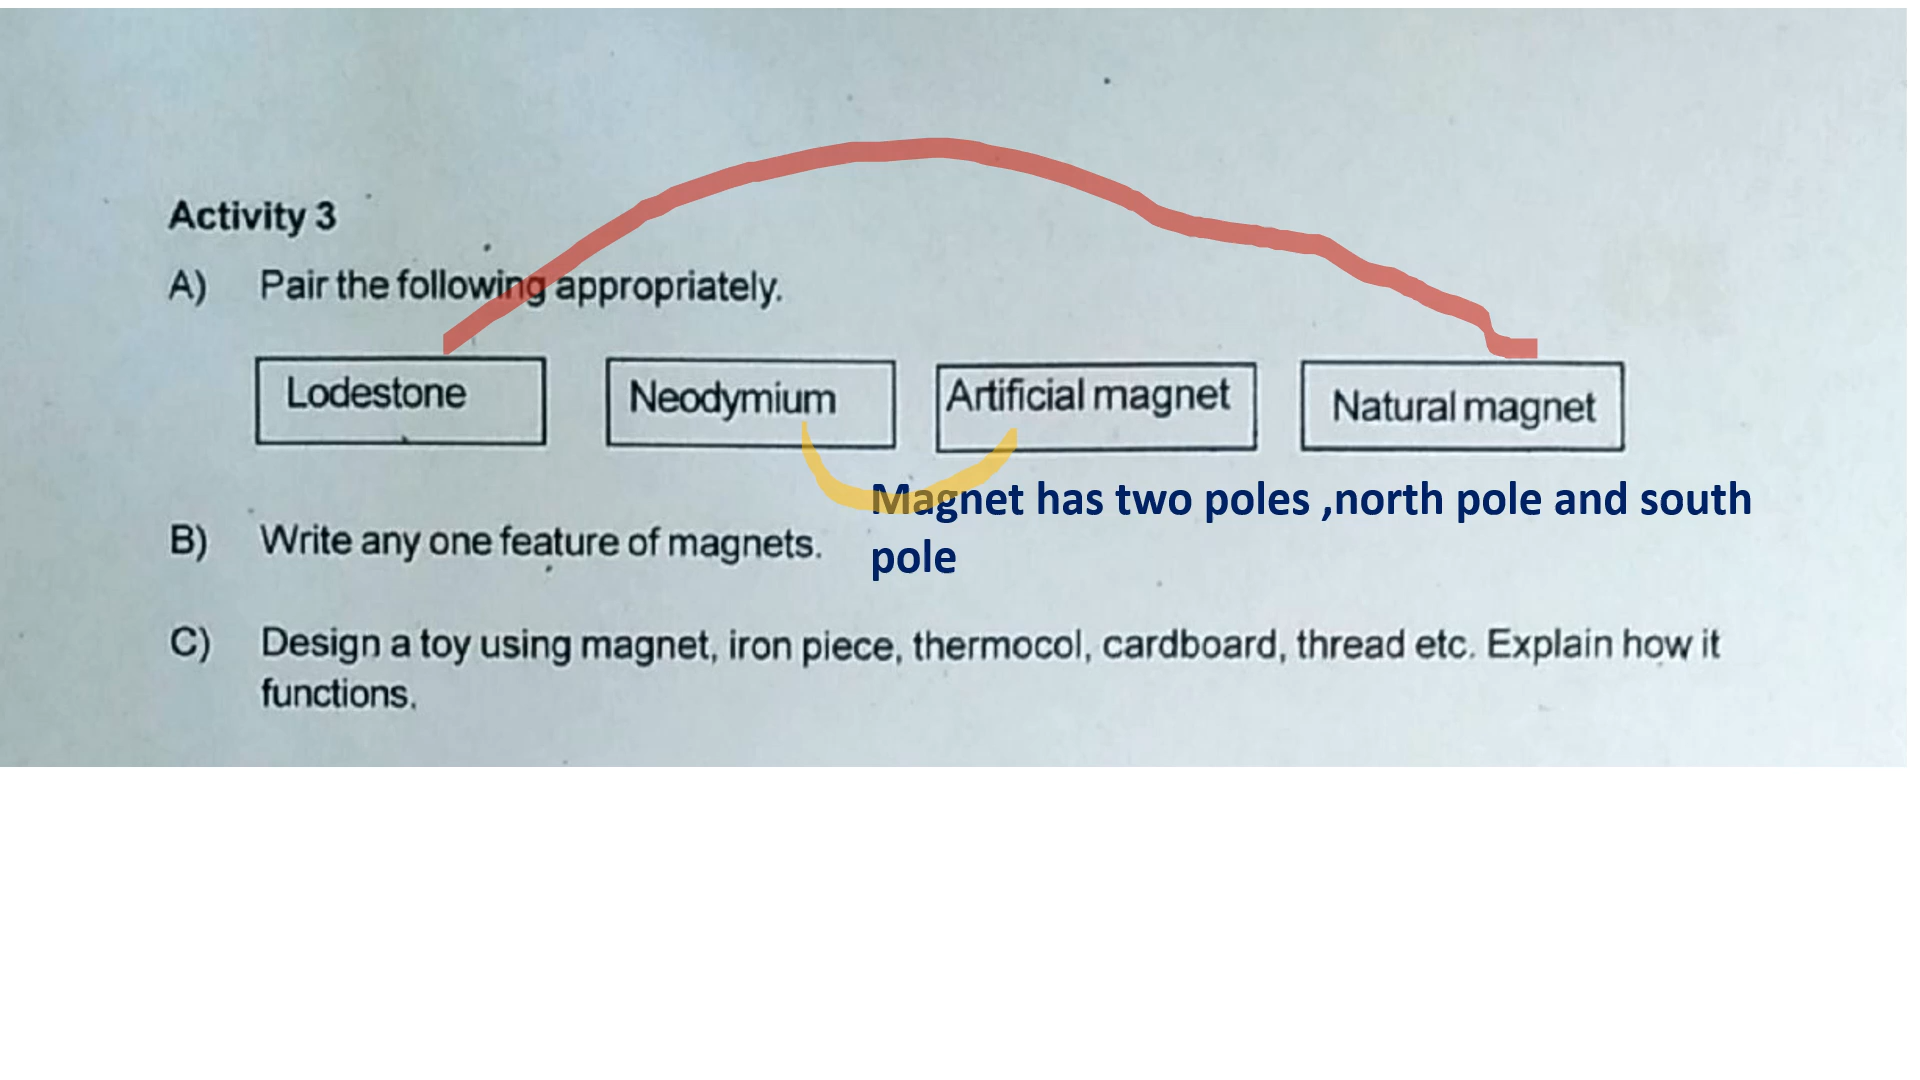 Activity 3
A) Pair the following appropriately.
Lodestone Neodymium Artificial magnet Natural magnet
Magnet has two poles ,north pole and south
pole
B) Write any one feature of magnets.
C) Design a toy using magnet, iron piece, thermocol, cardboard, thread etc. Explain how it
functions.